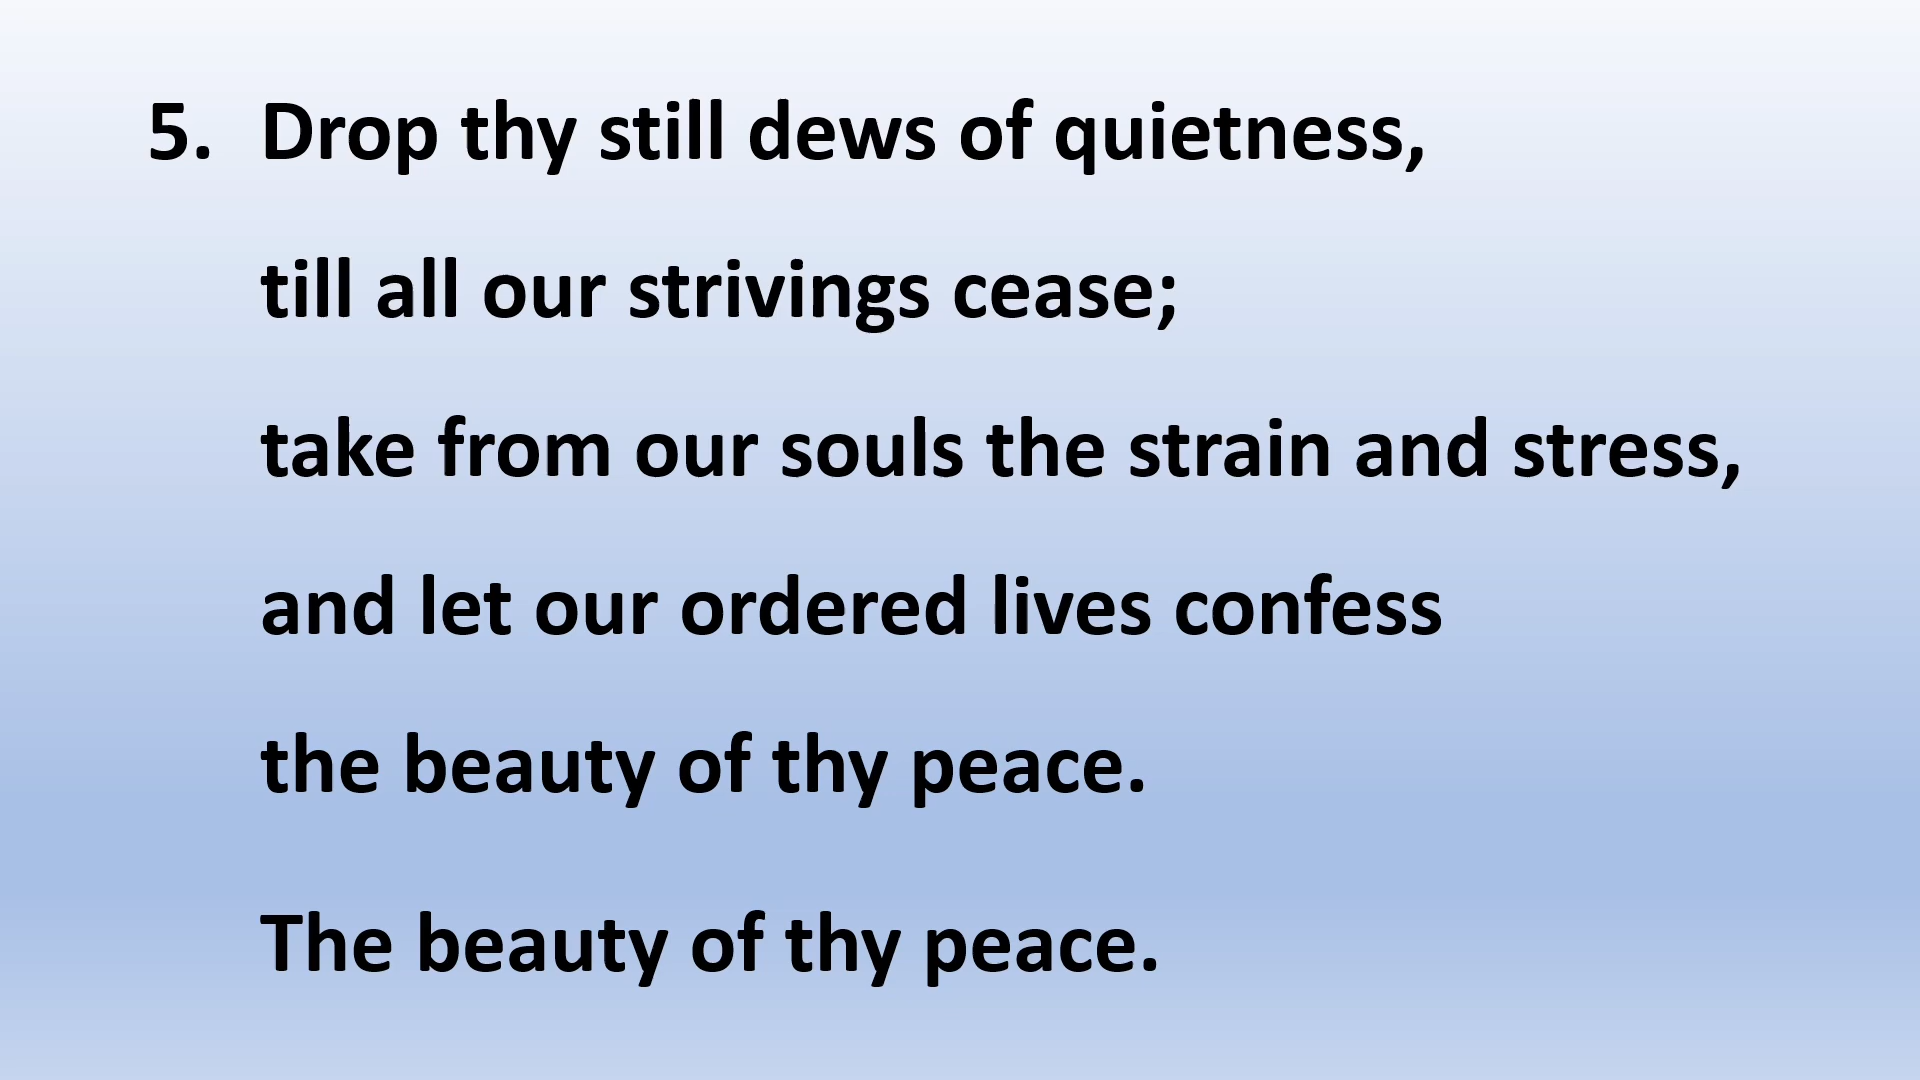 5. Drop thy still dews of quietness,
till all our strivings cease;
take from our souls the strain and stress,
and let our ordered lives confess
the beauty of thy peace.
The beauty of thy peace.